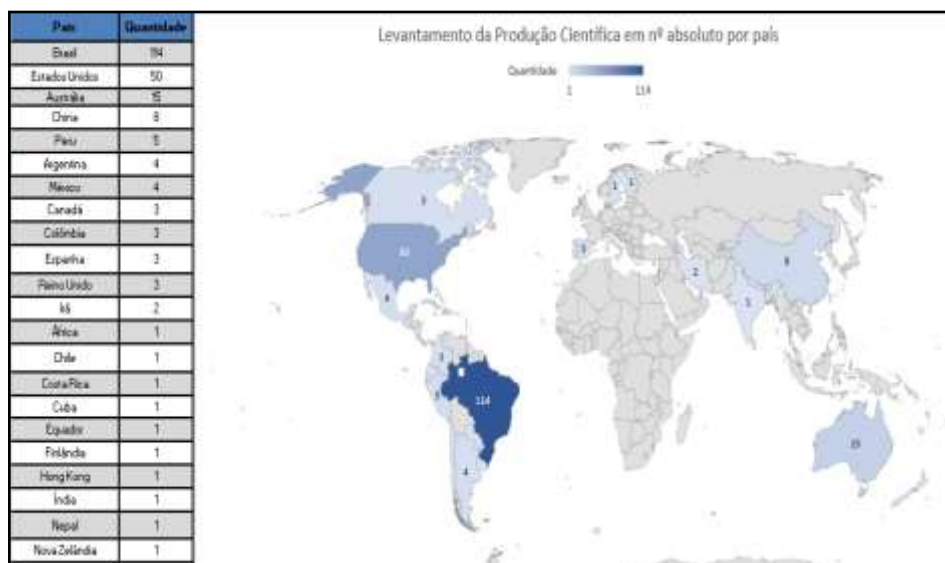 País Quantidade
Brasil 114
Estados Unidos 50
Austrália 15
China 8
Peru 5
Argentina 4
México 4
Canadá 3
Colômbia 3
Espanha 3
Reino Unido 3
Irã 2
África 1
Chile 1
Costa Rica 1
Cuba 1
Equador 1
Finlândia 1
Hong Kong 1
Índia 1
Nepal 1
Nova Zelândia 1
Levantamento da Produção Científica em nº absoluto por país
Quantidade
1 114
3
1 1
50
3
2
8
1
4
3
114
5
15
4